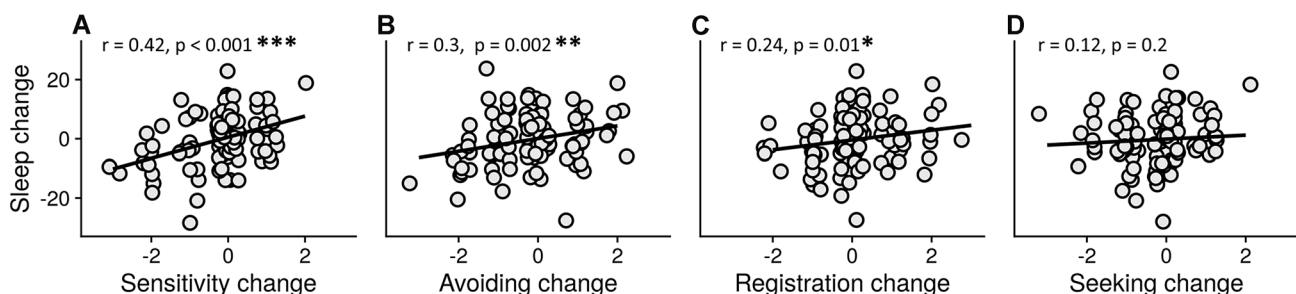 A
r = 0.42, p < 0.001 ***
B
r = 0.3, p = 0.002 **
C
r = 0.24, p = 0.01*
D
r = 0.12, p = 0.2
Sleep change
20
0
-20
-2 0 2
Sensitivity change
-2 0 2
Avoiding change
-2 0 2
Registration change
-2 0 2
Seeking change